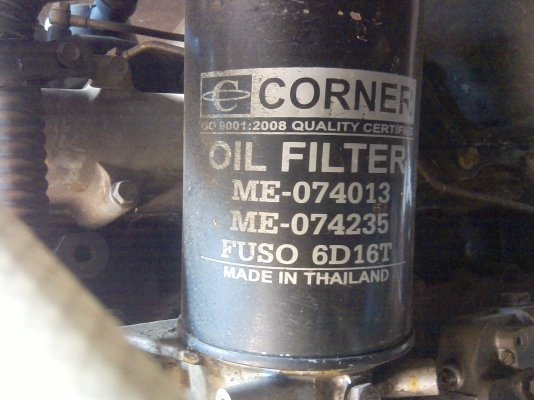 C CORNER
ISO 9001:2008 QUALITY CERTIFIED
OIL FILTER
ME-074013
ME-074235
FUSO 6D16T
MADE IN THAILAND